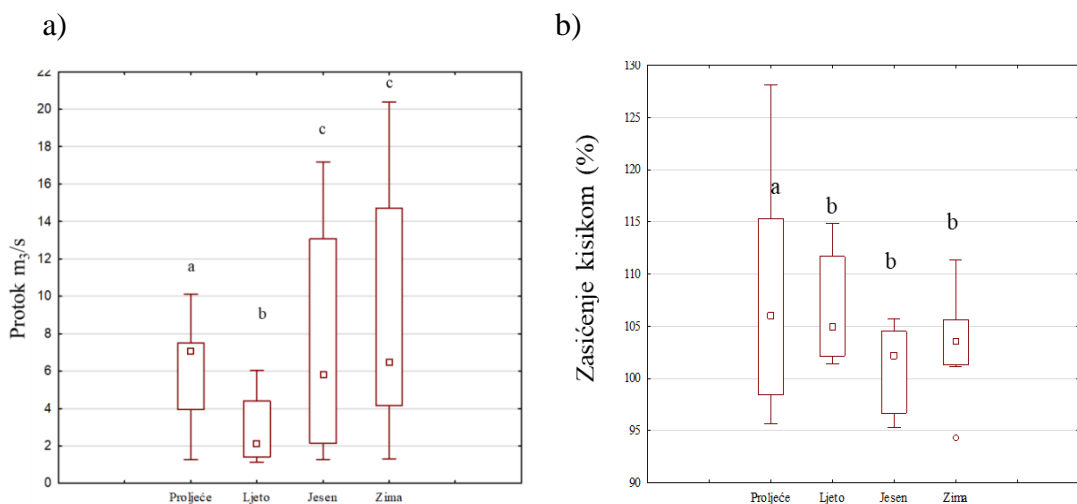 a)
b)
Protok m3/s
22
20
18
16
14
12
10
8
6
4
2
0
a
b
c
c
Proljeće Ljeto Jesen Zima
Zasićenje kisikom (%)
130
125
120
115
110
105
100
95
90
a
b
b
b
Proljeće Ljeto Jesen Zima